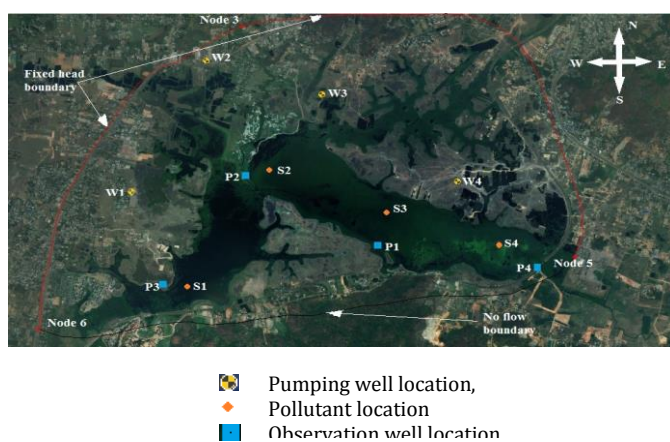 Node 3
N
W2
Fixed head
boundary
W
E
S
W3
P2
S2
W1
W4
S3
P1
S4
P3
S1
P4
Node 5
Node 6
No flow
boundary
Pumping well location,
Pollutant location
Observation well location